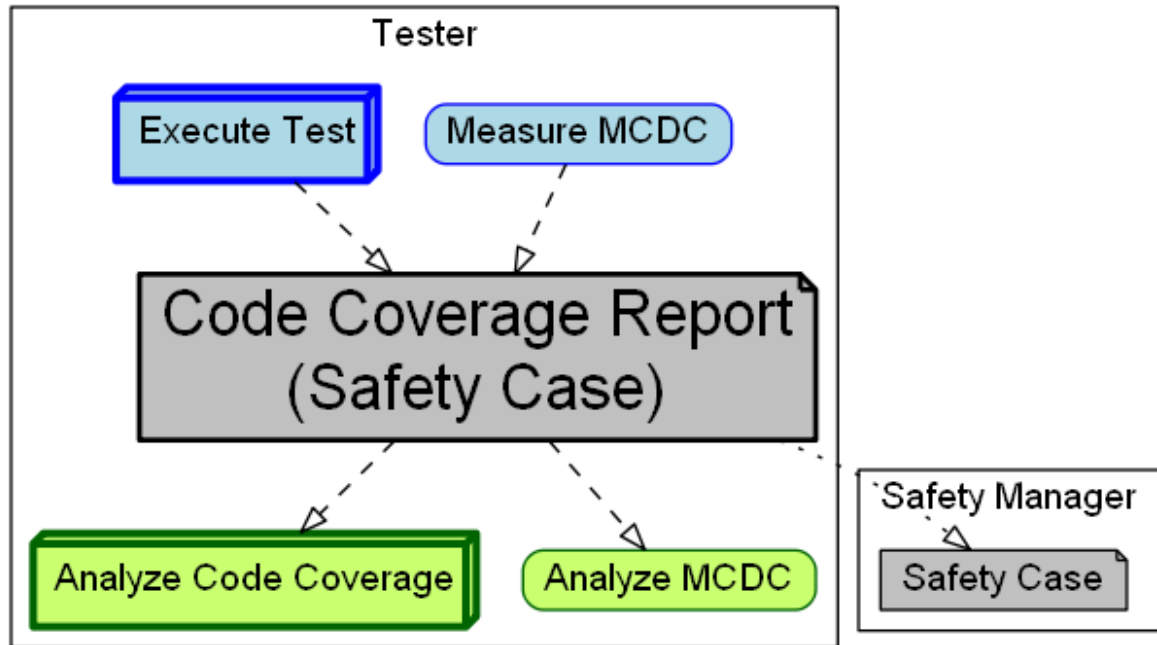 Tester
Execute Test
Measure MCDC
Code Coverage Report
(Safety Case)
Safety Manager
Analyze Code Coverage
Analyze MCDC
Safety Case